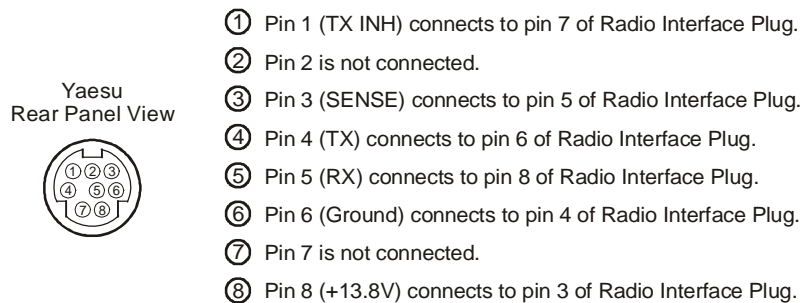 ① Pin 1 (TX INH) connects to pin 7 of Radio Interface Plug.
② Pin 2 is not connected.
③ Pin 3 (SENSE) connects to pin 5 of Radio Interface Plug.
④ Pin 4 (TX) connects to pin 6 of Radio Interface Plug.
⑤ Pin 5 (RX) connects to pin 8 of Radio Interface Plug.
⑥ Pin 6 (Ground) connects to pin 4 of Radio Interface Plug.
⑦ Pin 7 is not connected.
⑧ Pin 8 (+13.8V) connects to pin 3 of Radio Interface Plug.
Yaesu
Rear Panel View
① ② ③
④ ⑤ ⑥
⑦ ⑧